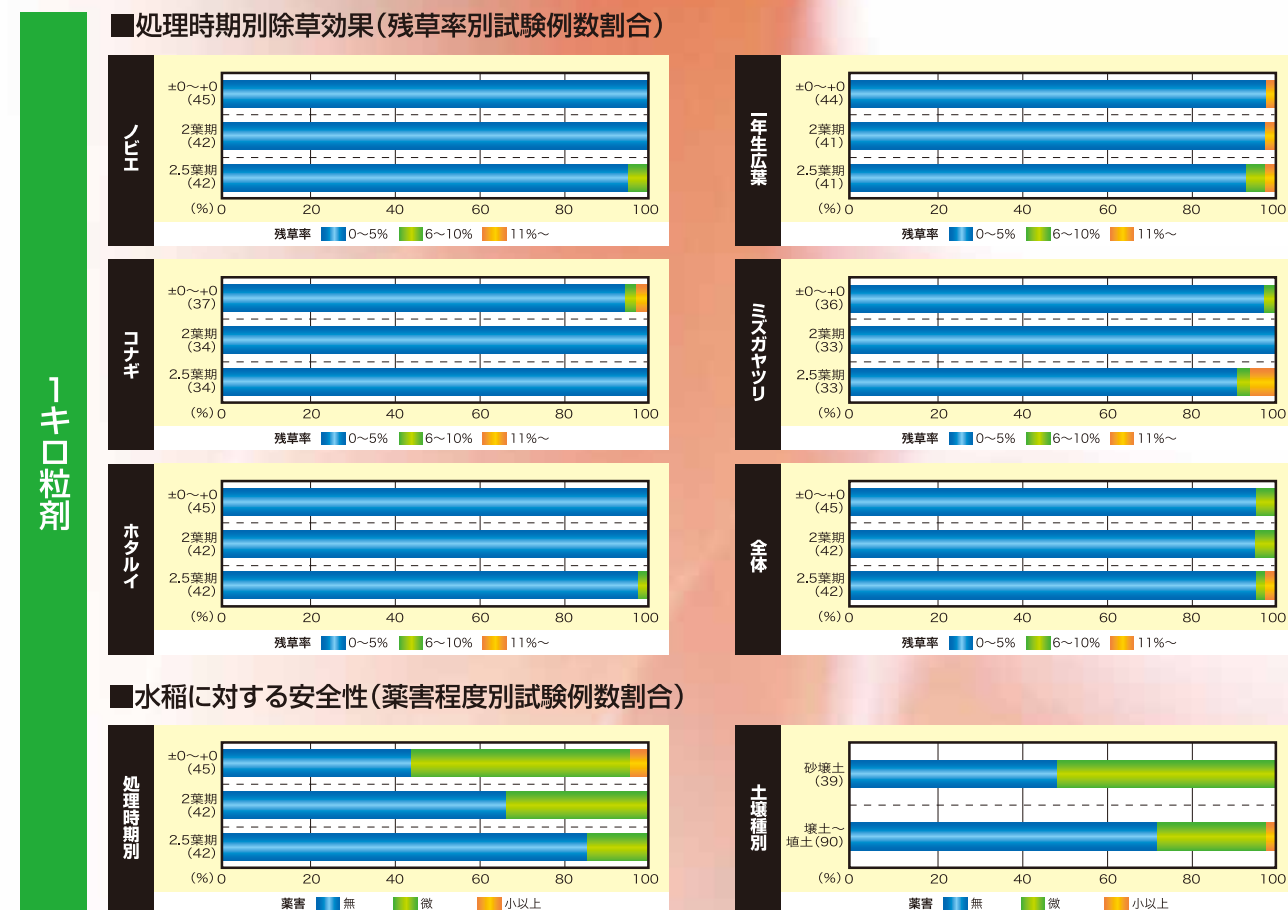 1キロ粒剤
■処理時期別除草効果(残草率別試験例数割合)
ノビエ
±0〜+0
(45)
2葉期
(42)
2.5葉期
(42)
(%) 0 20 40 60 80 100
残草率 0〜5% 6〜10% 11%〜
一年生広葉
±0〜+0
(44)
2葉期
(41)
2.5葉期
(41)
(%) 0 20 40 60 80 100
残草率 0〜5% 6〜10% 11%〜
コナギ
±0〜+0
(37)
2葉期
(34)
2.5葉期
(34)
(%) 0 20 40 60 80 100
残草率 0〜5% 6〜10% 11%〜
ミズガヤツリ
±0〜+0
(36)
2葉期
(33)
2.5葉期
(33)
(%) 0 20 40 60 80 100
残草率 0〜5% 6〜10% 11%〜
ホタルイ
±0〜+0
(45)
2葉期
(42)
2.5葉期
(42)
(%) 0 20 40 60 80 100
残草率 0〜5% 6〜10% 11%〜
全体
±0〜+0
(45)
2葉期
(42)
2.5葉期
(42)
(%) 0 20 40 60 80 100
残草率 0〜5% 6〜10% 11%〜
■水稲に対する安全性(薬害程度別試験例数割合)
処理時期別
±0〜+0
(45)
2葉期
(42)
2.5葉期
(42)
(%) 0 20 40 60 80 100
薬害 無 微 小以上
土壌種別
砂壌土
(39)
壌土〜
埴土(90)
(%) 0 20 40 60 80 100
薬害 無 微 小以上